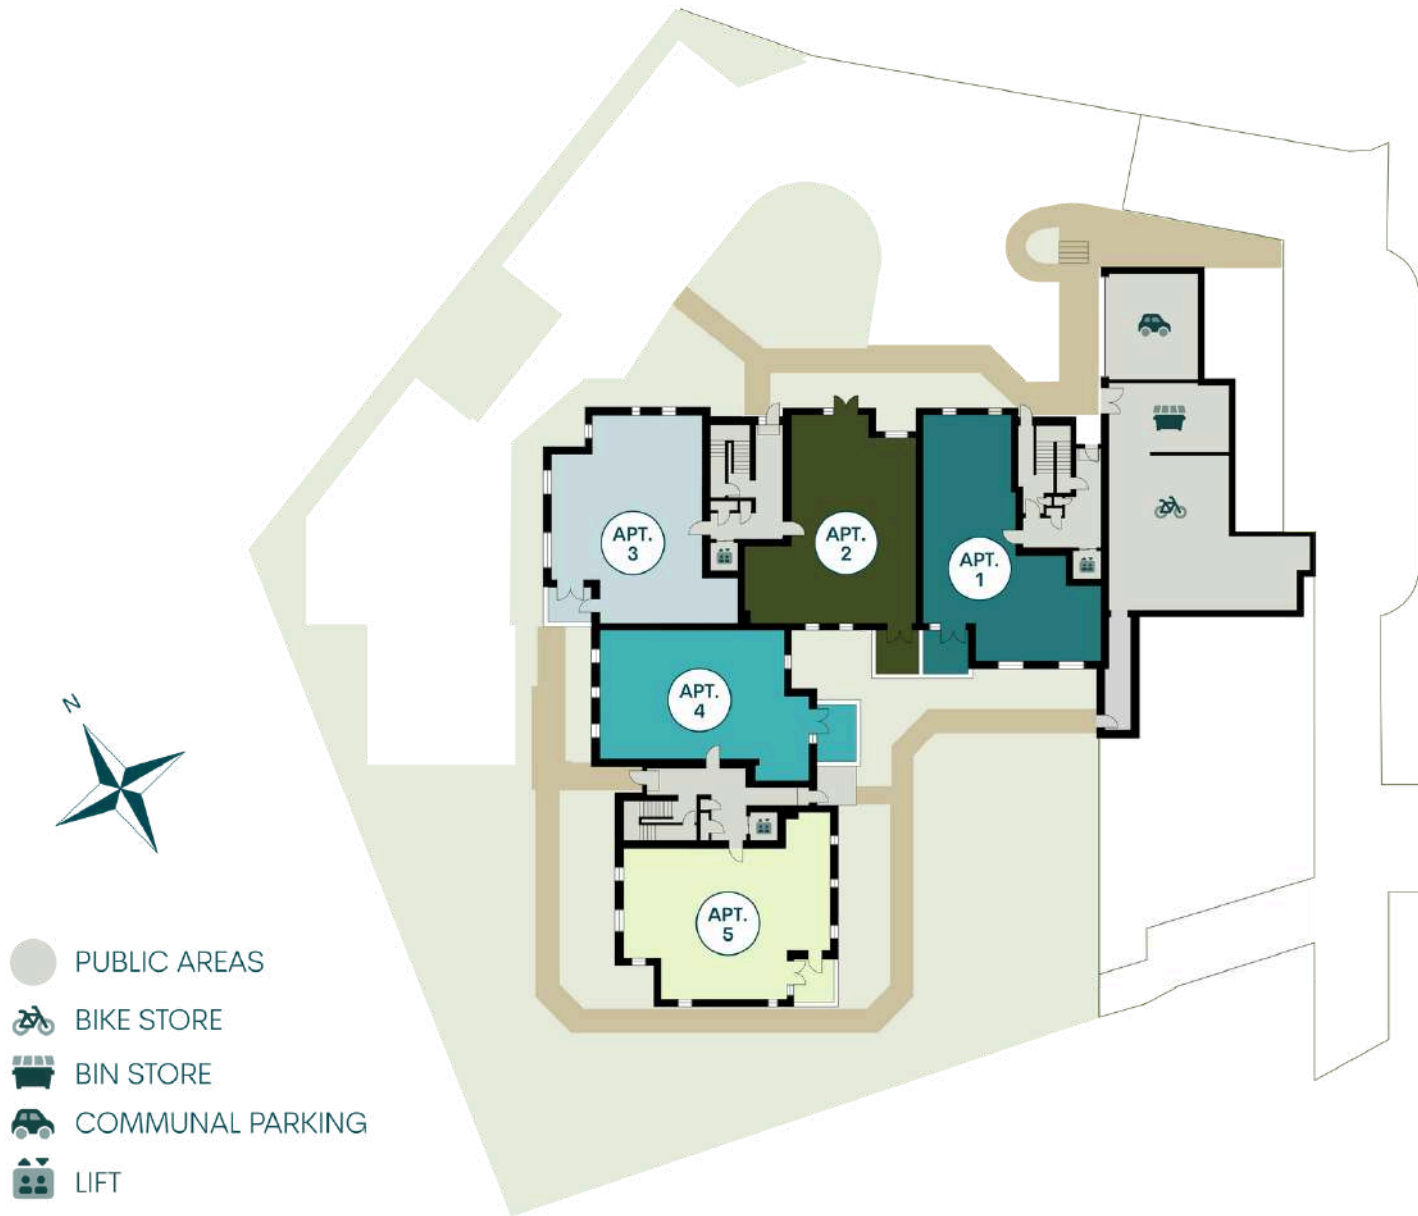 APT.
3
APT.
2
APT.
1
APT.
4
N
APT.
5
PUBLIC AREAS
BIKE STORE
BIN STORE
COMMUNAL PARKING
LIFT